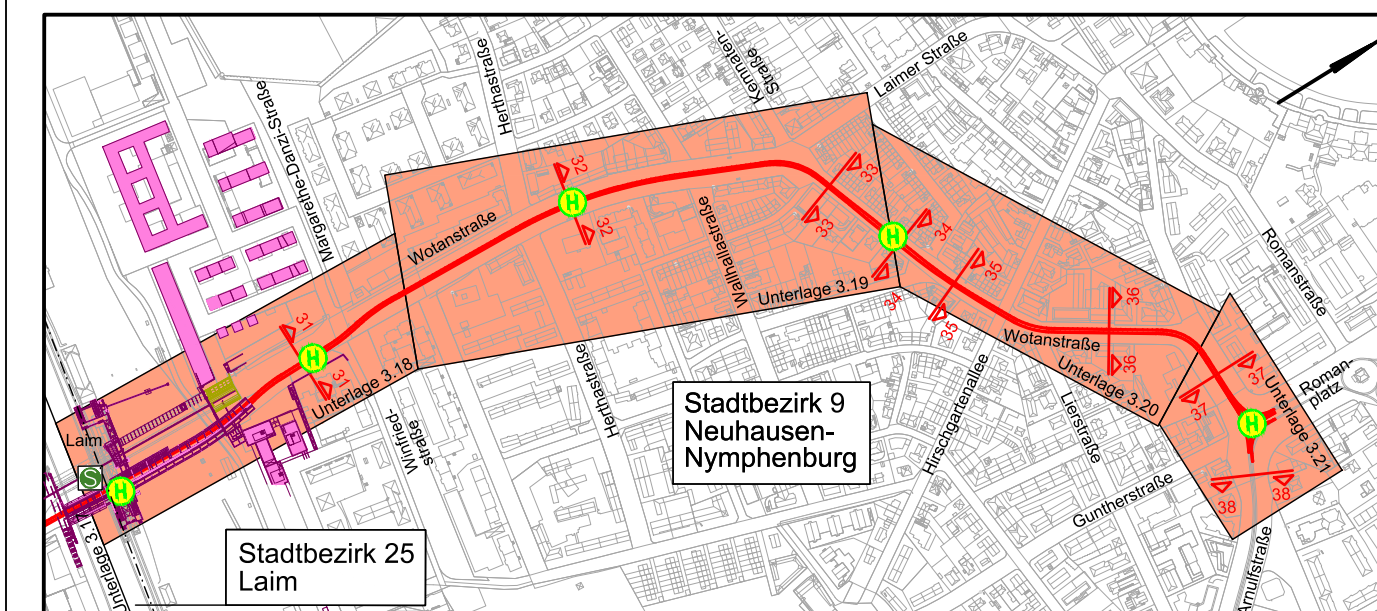 Margarethe-Danzi-Straße
Herthastraße
Kemnaten-
Straße
Laimer Straße
Wotanstraße
32
32
33
33
34
34
35
35
36
36
Romanstraße
Wallhallastraße
Unterlage 3.19
31
31
Unterlage 3.18
Winfried-
straße
Herthastraße
Stadtbezirk 9
Neuhausen-
Nymphenburg
Hirschgartenallee
Wotanstraße
Unterlage 3.20
Lierstraße
37
37
Unterlage 3.21
Roman-
platz
38
38
Guntherstraße
Arnulfstraße
Laim
S
H
H
H
H
H
Unterlage 3.1
Stadtbezirk 25
Laim